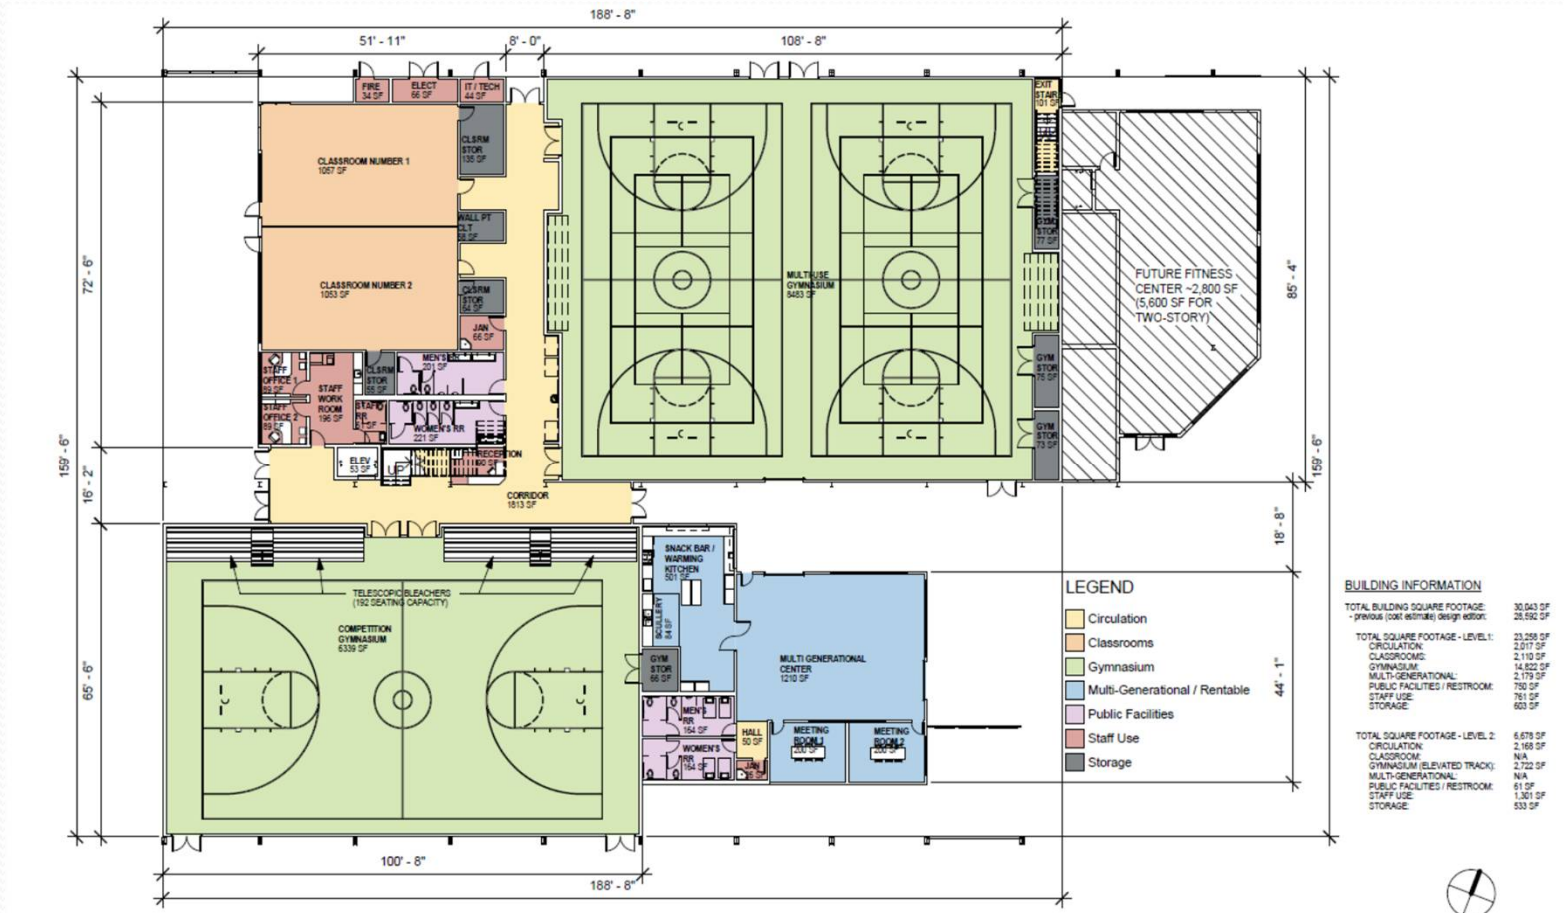 188' - 8"
51' - 11"
8' - 0"
108' - 8"
FIRE
34 SF
ELECT
66 SF
IT / TECH
44 SF
EXIT
STAIR
101 SF
CLSRM
STOR
135 SF
CLASSROOM NUMBER 1
1057 SF
WALL PT
CLT
58 SF
GYM
STOR
77 SF
72' - 6"
CLASSROOM NUMBER 2
1053 SF
CLSRM
STOR
64 SF
MULTI-USE
GYMNASIUM
8483 SF
FUTURE FITNESS
CENTER ~2,800 SF
(5,600 SF FOR
TWO-STORY)
85' - 4"
JAN
66 SF
STAFF
OFFICE 1
89 SF
STAFF
WORK
ROOM
196 SF
CLSRM
STOR
55 SF
MEN'S RR
201 SF
GYM
STOR
75 SF
STAFF
OFFICE 2
89 SF
STAFF
RR
WOMEN'S RR
221 SF
GYM
STOR
73 SF
159' - 6"
159' - 6"
16' - 2"
ELEV
53 SF
UP
RECEPTION
90 SF
CORRIDOR
1813 SF
18' - 8"
TELESCOPIC BLEACHERS
(192 SEATING CAPACITY)
COMPETITION
GYMNASIUM
6339 SF
SNACK BAR /
WARMING
KITCHEN
501 SF
SCULLERY
84 SF
GYM
STOR
66 SF
MULTI GENERATIONAL
CENTER
1210 SF
65' - 6"
44' - 1"
MEN'S
RR
164 SF
WOMEN'S
RR
164 SF
HALL
50 SF
JAN
MEETING
ROOM 1
200 SF
MEETING
ROOM 2
200 SF
LEGEND
Circulation
Classrooms
Gymnasium
Multi-Generational / Rentable
Public Facilities
Staff Use
Storage
BUILDING INFORMATION
TOTAL BUILDING SQUARE FOOTAGE: 30,043 SF
- previous (cost estimate) design edition: 28,592 SF
TOTAL SQUARE FOOTAGE - LEVEL1: 23,258 SF
CIRCULATION: 2,017 SF
CLASSROOMS: 2,110 SF
GYMNASIUM: 14,822 SF
MULTI-GENERATIONAL: 2,179 SF
PUBLIC FACILITIES / RESTROOM: 750 SF
STAFF USE: 761 SF
STORAGE: 603 SF
TOTAL SQUARE FOOTAGE - LEVEL 2: 6,678 SF
CIRCULATION: 2,168 SF
CLASSROOM: N/A
GYMNASIUM (ELEVATED TRACK): 2,722 SF
MULTI-GENERATIONAL: N/A
PUBLIC FACILITIES / RESTROOM: 61 SF
STAFF USE: 1,301 SF
STORAGE: 533 SF
100' - 8"
188' - 8"